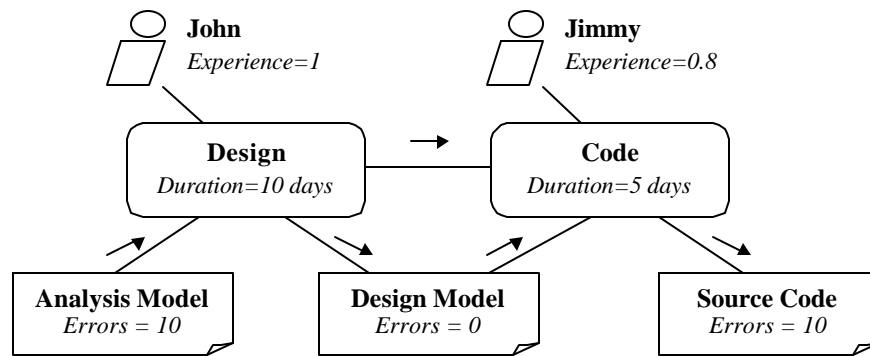 John
Experience=1
Jimmy
Experience=0.8
Design
Duration=10 days
Code
Duration=5 days
Analysis Model
Errors = 10
Design Model
Errors = 0
Source Code
Errors = 10